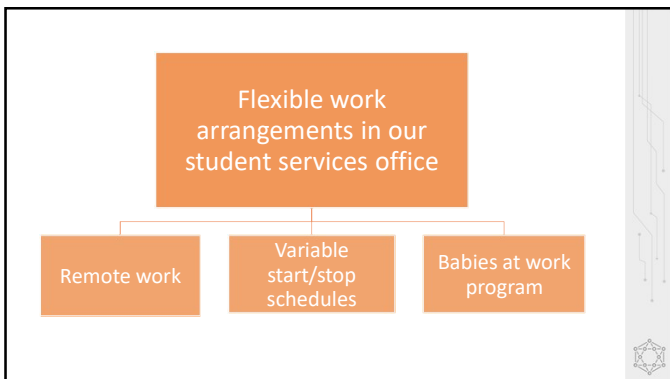 Flexible work
arrangements in our
student services office
Remote work
Variable
start/stop
schedules
Babies at work
program